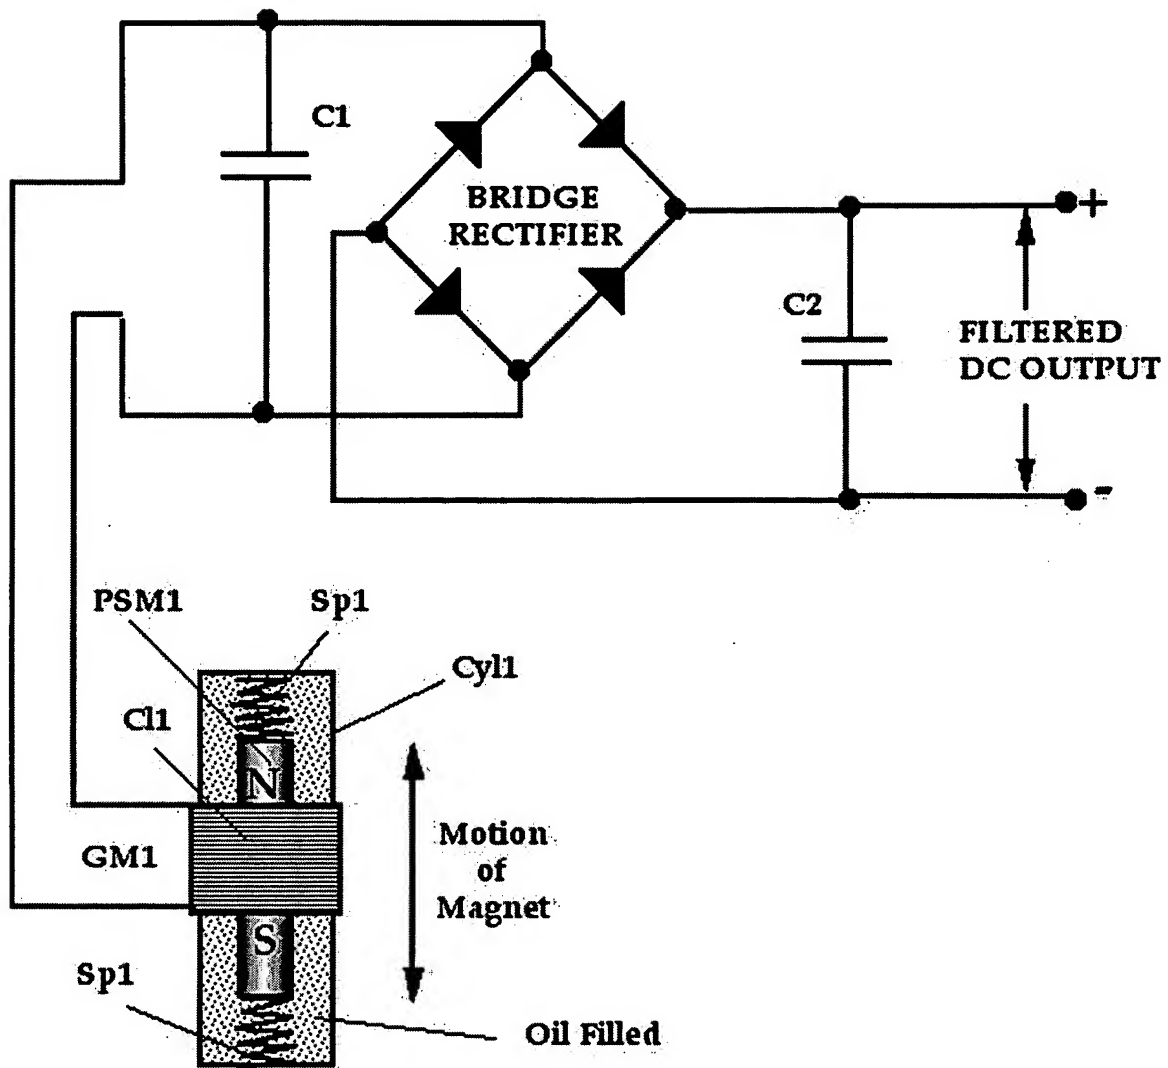 C1
BRIDGE
RECTIFIER
+
C2
FILTERED
DC OUTPUT
-
PSM1
Sp1
Cyl1
Cl1
N
GM1
Motion
of
Magnet
S
Sp1
Oil Filled